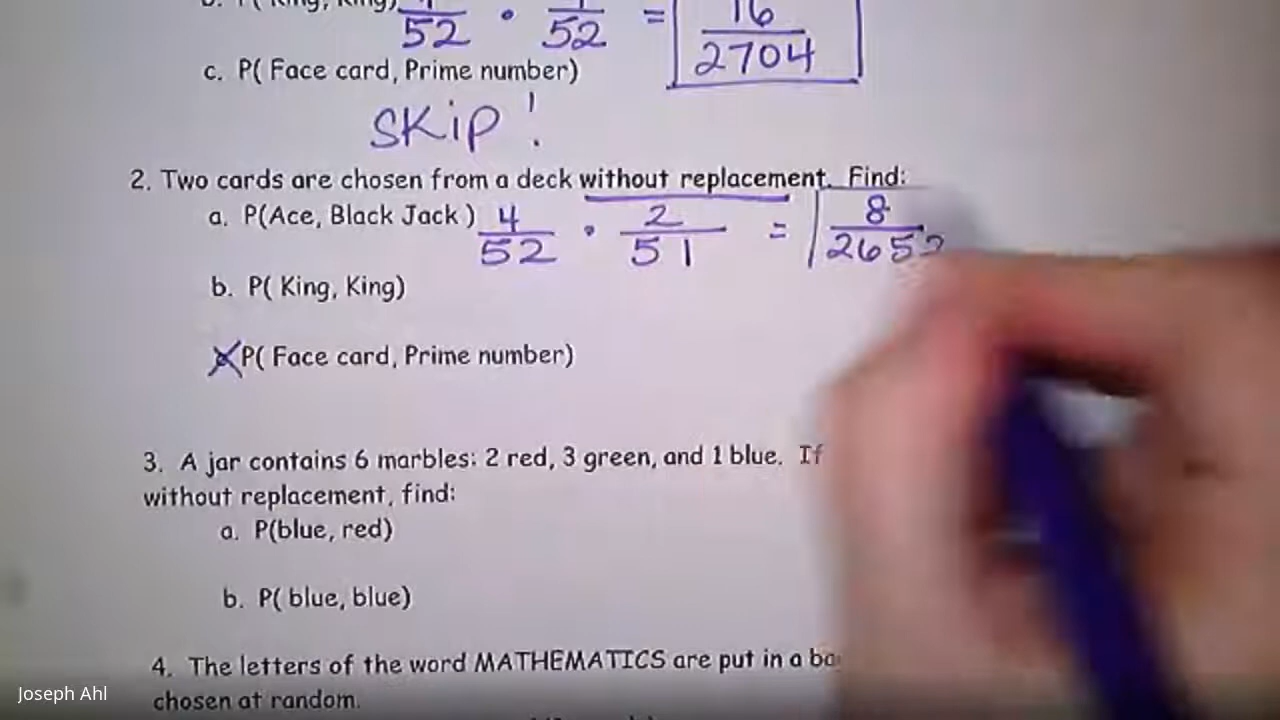 P( King, King) 52 • 52 = 16/2704
c. P( Face card, Prime number)
SKiP !
2. Two cards are chosen from a deck without replacement. Find:
a. P(Ace, Black Jack ) 4/52 • 2/51 = 8/2652
b. P( King, King)
P( Face card, Prime number)
3. A jar contains 6 marbles: 2 red, 3 green, and 1 blue. If
without replacement, find:
a. P(blue, red)
b. P( blue, blue)
4. The letters of the word MATHEMATICS are put in a
chosen at random.
Joseph Ahl